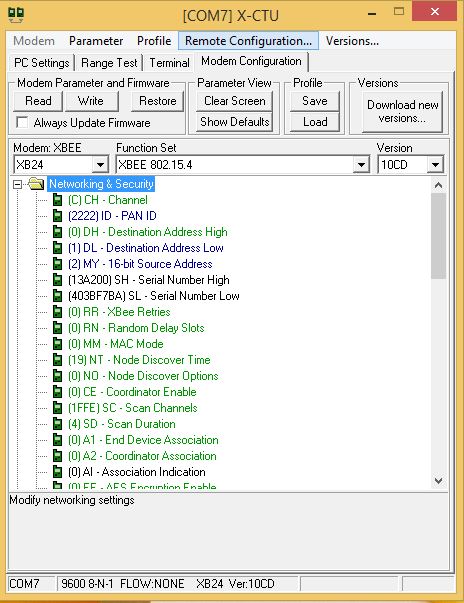 [COM7] X-CTU
Modem Parameter Profile Remote Configuration... Versions...
PC Settings Range Test Terminal Modem Configuration
Modem Parameter and Firmware Parameter View Profile Versions
Read Write Restore Clear Screen Save Download new versions...
Always Update Firmware Show Defaults Load
Modem: XBEE Function Set Version
XB24 XBEE 802.15.4 10CD
Networking & Security
(C) CH - Channel
(2222) ID - PAN ID
(0) DH - Destination Address High
(1) DL - Destination Address Low
(2) MY - 16-bit Source Address
(13A200) SH - Serial Number High
(403BF7BA) SL - Serial Number Low
(0) RR - XBee Retries
(0) RN - Random Delay Slots
(0) MM - MAC Mode
(19) NT - Node Discover Time
(0) NO - Node Discover Options
(0) CE - Coordinator Enable
(1FFE) SC - Scan Channels
(4) SD - Scan Duration
(0) A1 - End Device Association
(0) A2 - Coordinator Association
(0) AI - Association Indication
(0) EE - AES Encryption Enable
Modify networking settings
COM7 9600 8-N-1 FLOW:NONE XB24 Ver:10CD